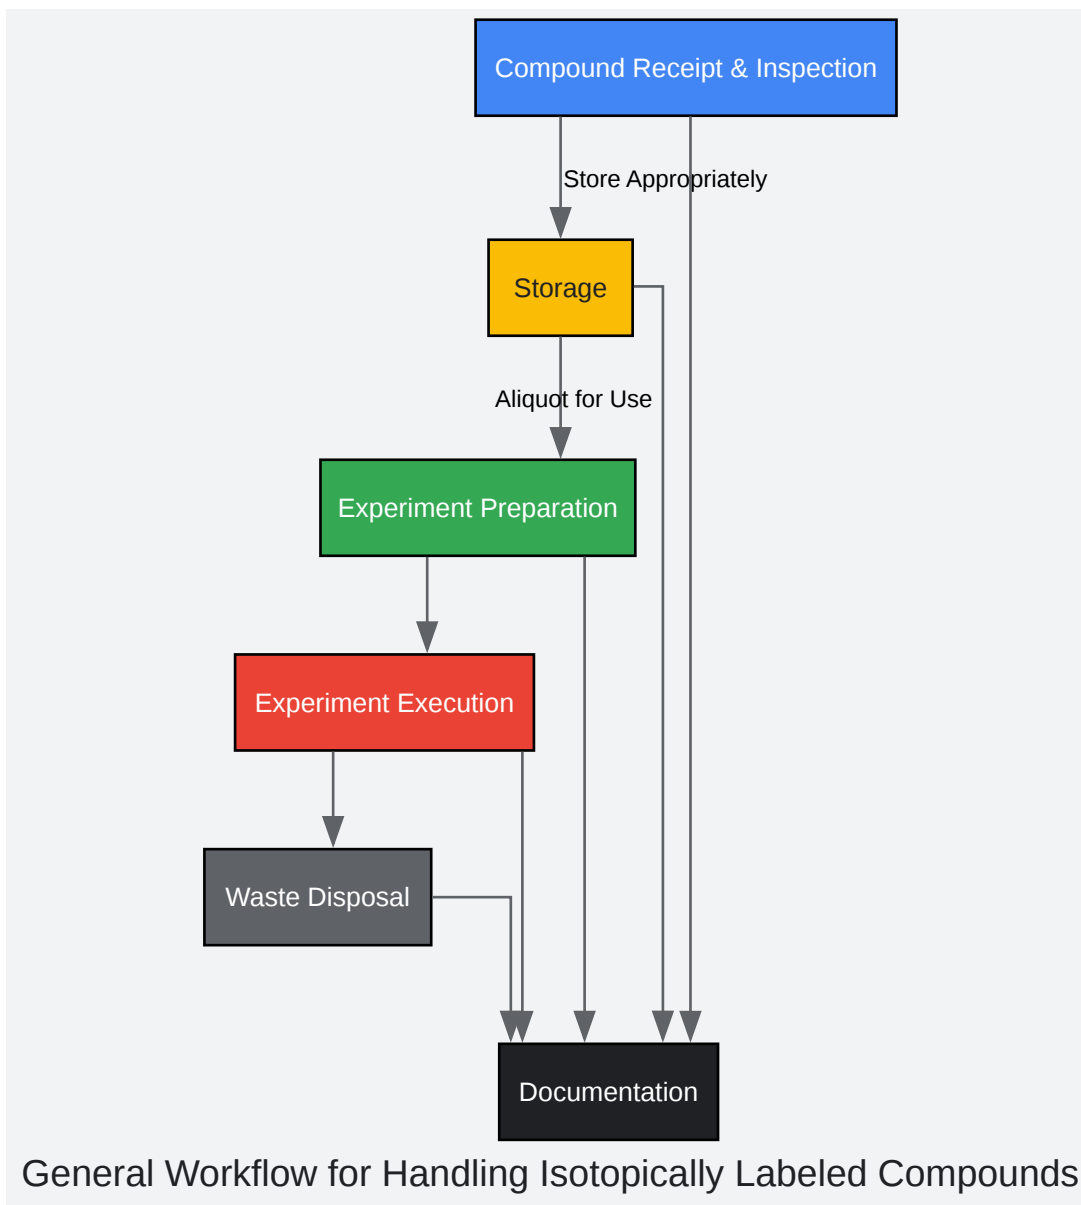 Compound Receipt & Inspection
Store Appropriately
Storage
Aliquot for Use
Experiment Preparation
Experiment Execution
Waste Disposal
Documentation
General Workflow for Handling Isotopically Labeled Compounds